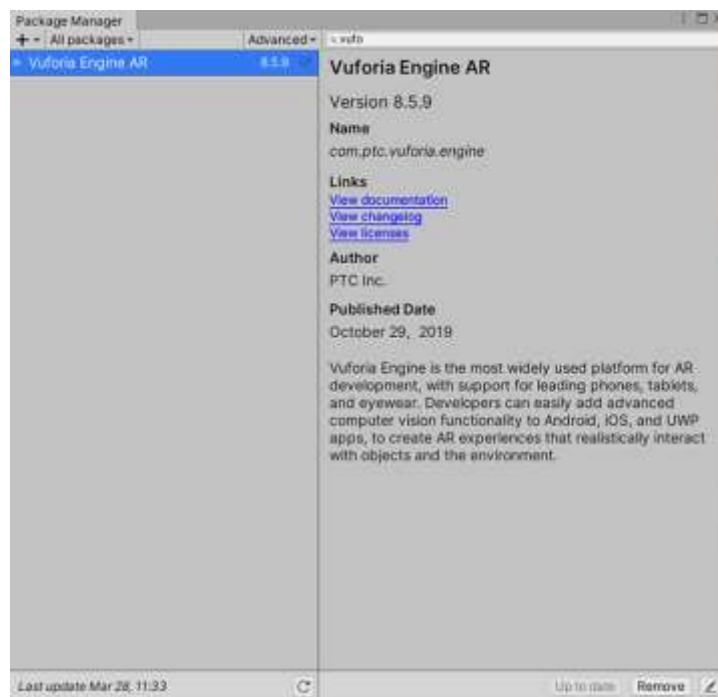 Package Manager
+ All packages Advanced vufo
Vuforia Engine AR 8.5.9
Vuforia Engine AR
Version 8.5.9
Name
com.ptc.vuforia.engine
Links
View documentation
View changelog
View licenses
Author
PTC Inc.
Published Date
October 29, 2019
Vuforia Engine is the most widely used platform for AR
development, with support for leading phones, tablets,
and eyewear. Developers can easily add advanced
computer vision functionality to Android, iOS, and UWP
apps, to create AR experiences that realistically interact
with objects and the environment.
Last update Mar 28, 11:33
Up to date Remove